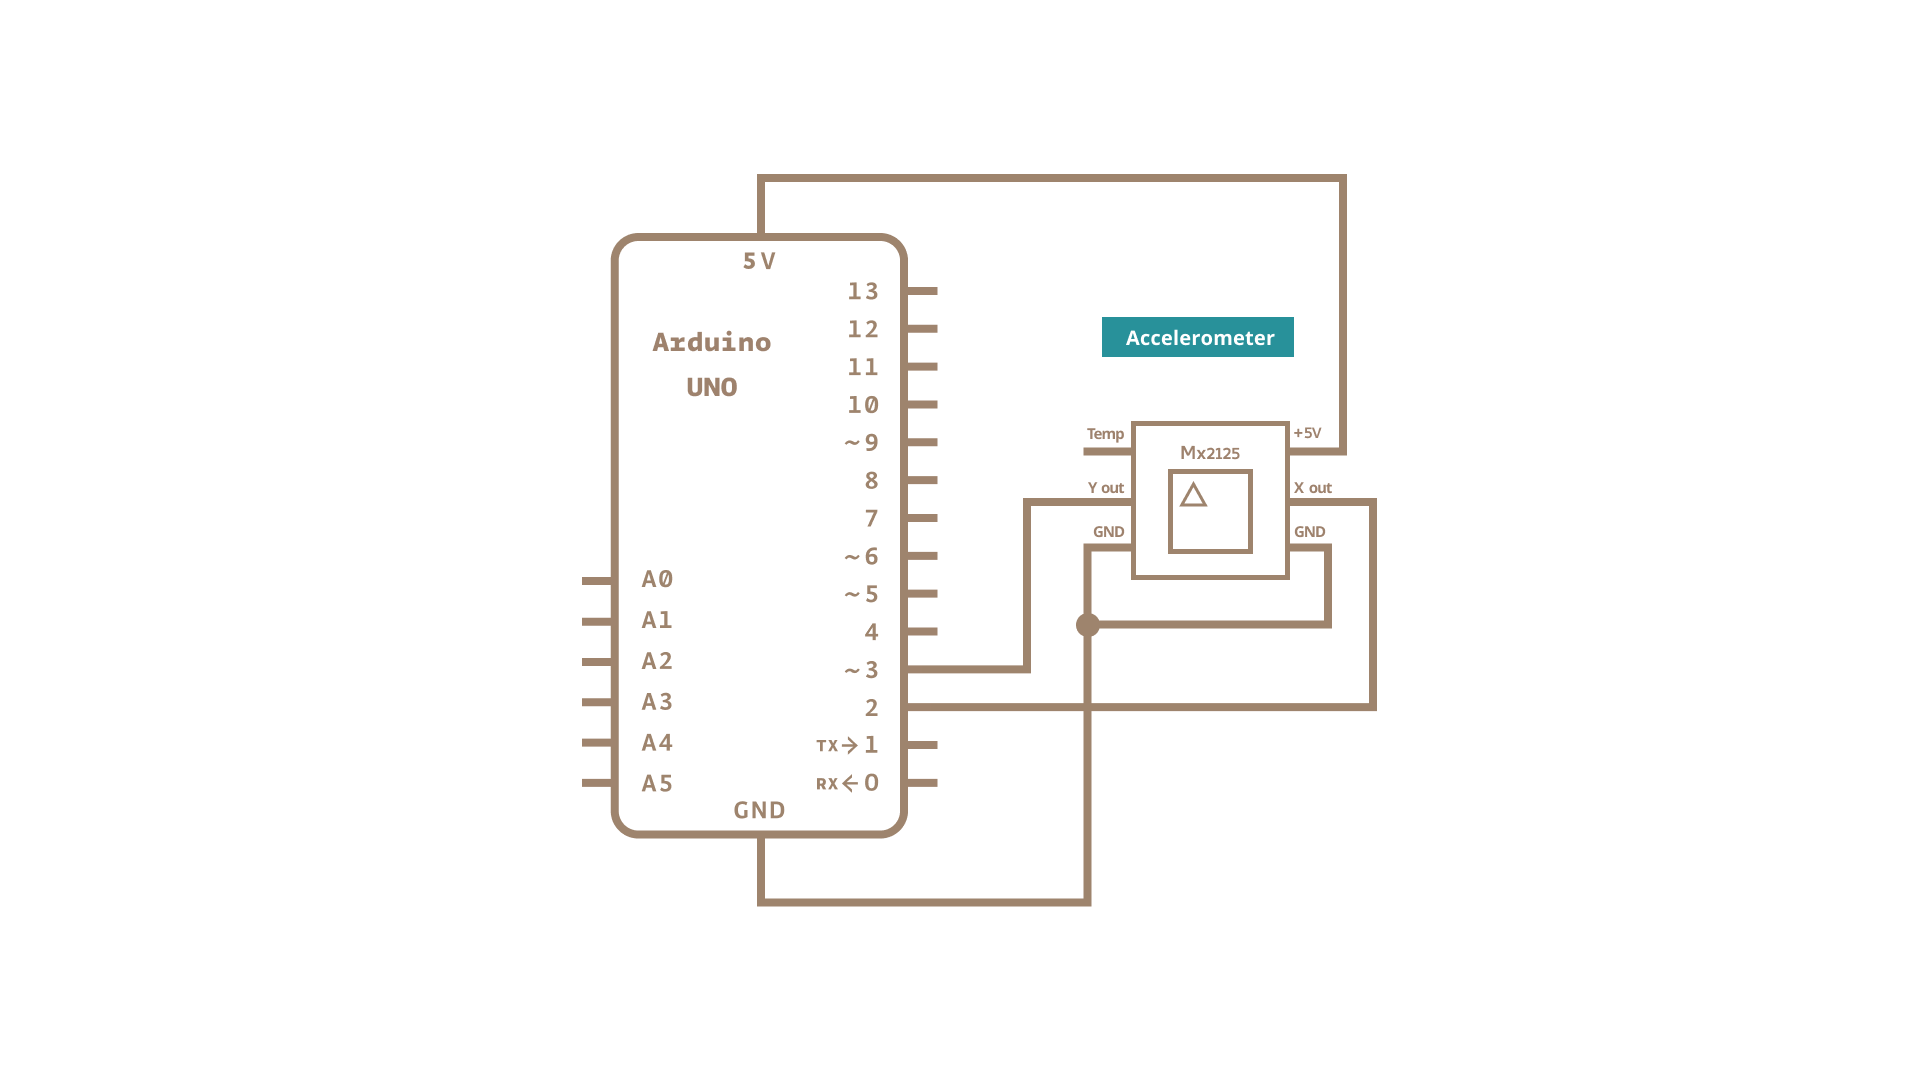 5V
Arduino
UNO
13
12
11
10
~9
8
7
~6
~5
4
~3
2
TX→1
RX←0
A0
A1
A2
A3
A4
A5
GND
Accelerometer
Temp
+5V
Mx2125
Y out
X out
GND
GND